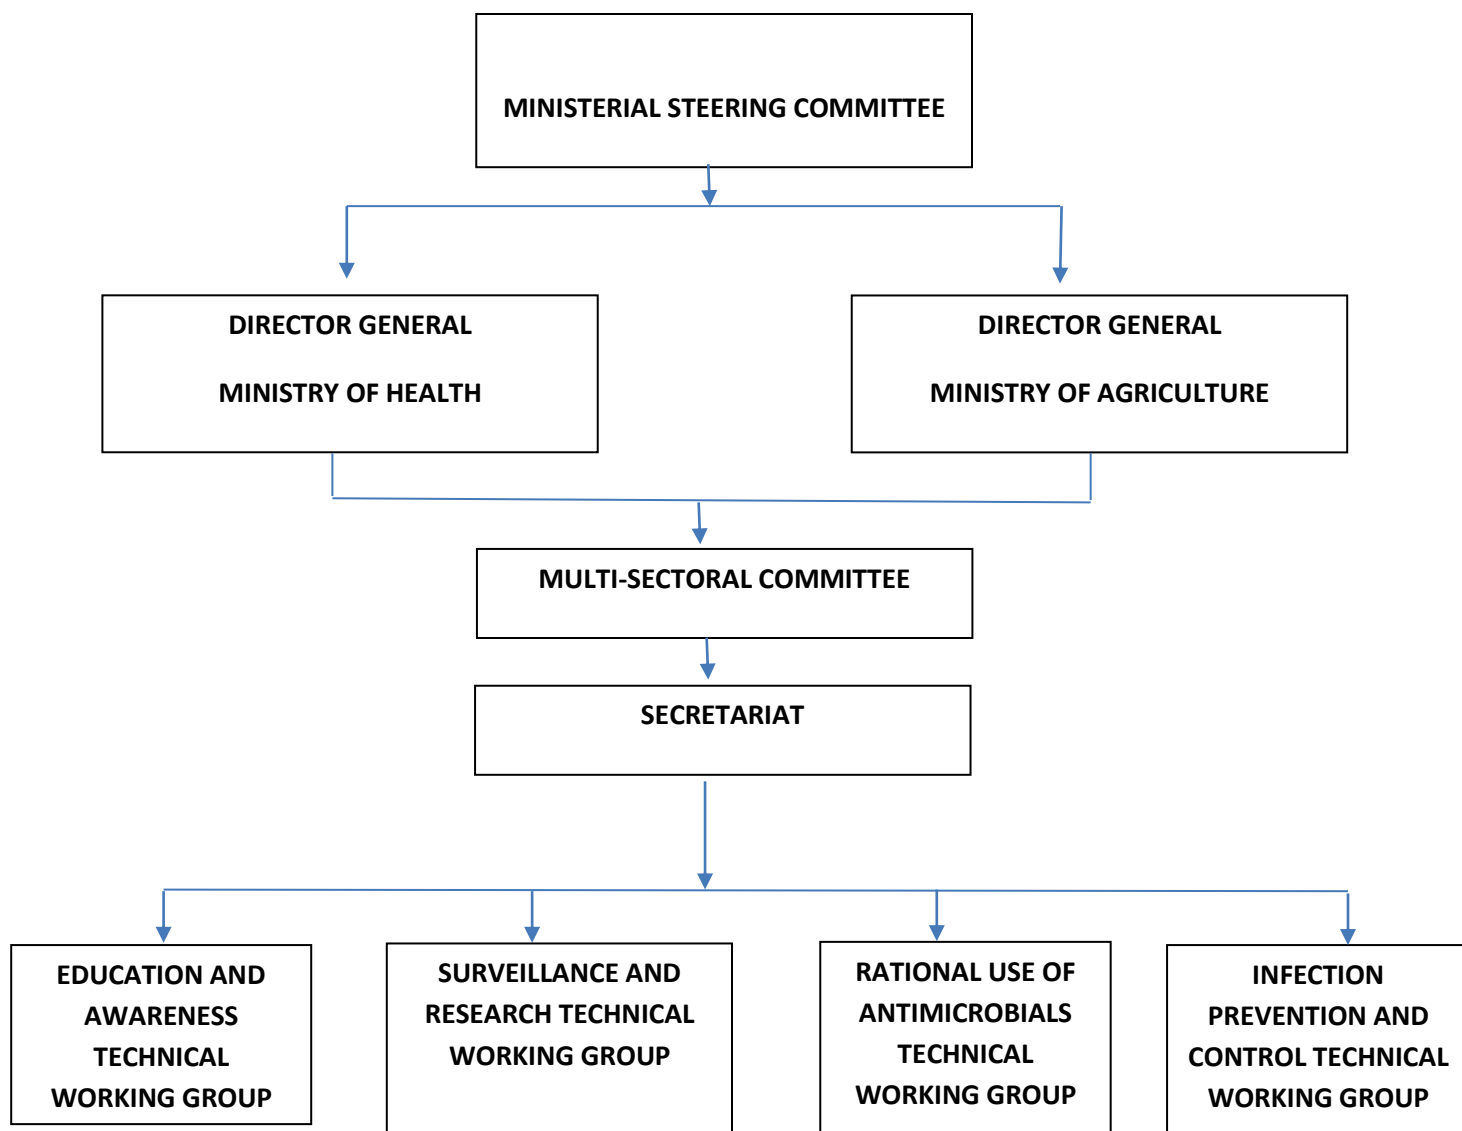 MINISTERIAL STEERING COMMITTEE
DIRECTOR GENERAL
MINISTRY OF HEALTH
DIRECTOR GENERAL
MINISTRY OF AGRICULTURE
MULTI-SECTORAL COMMITTEE
SECRETARIAT
EDUCATION AND
AWARENESS
TECHNICAL
WORKING GROUP
SURVEILLANCE AND
RESEARCH TECHNICAL
WORKING GROUP
RATIONAL USE OF
ANTIMICROBIALS
TECHNICAL
WORKING GROUP
INFECTION
PREVENTION AND
CONTROL TECHNICAL
WORKING GROUP